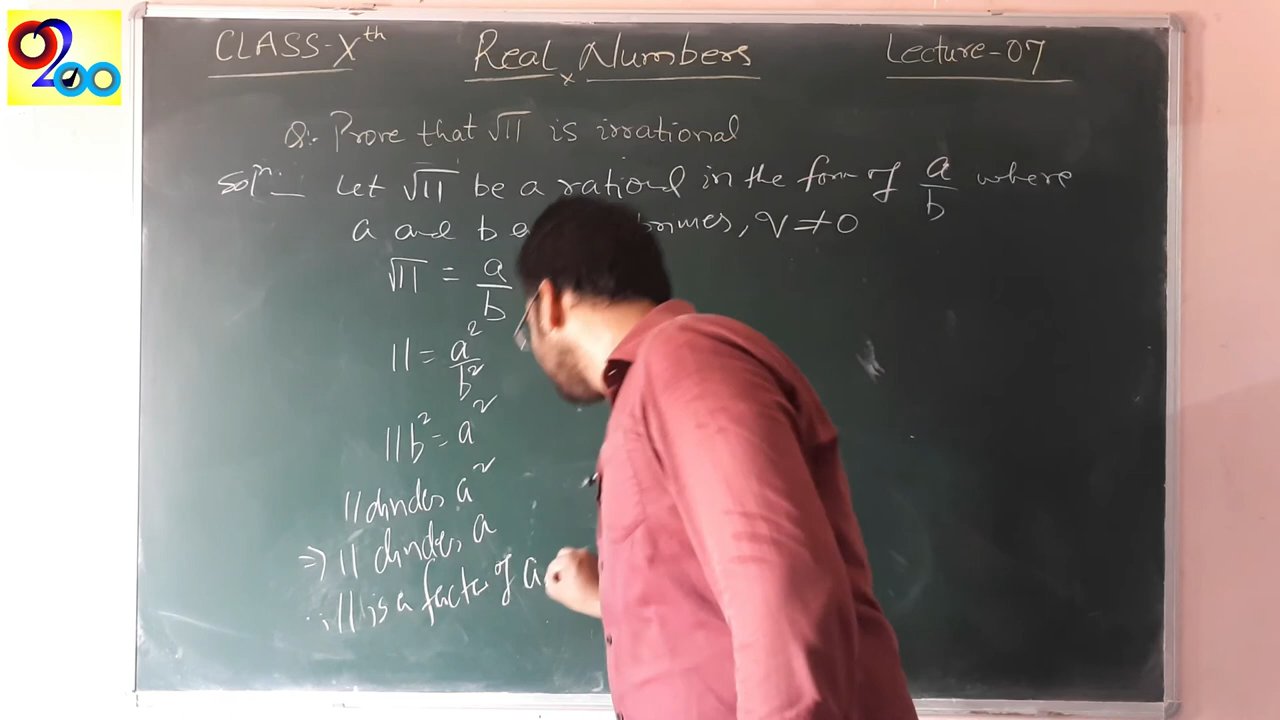 0200
CLASS-Xth
Real Numbers
Lecture-07
Q:- Prove that √11 is irrational
Solⁿ:- Let √11 be a rational in the form of a/b where
a and b primes, q ≠ 0
√11 = a/b
11 = a²/b²
11b² = a²
11 divides a²
⇒ 11 divides a
∴ 11 is a factor of a